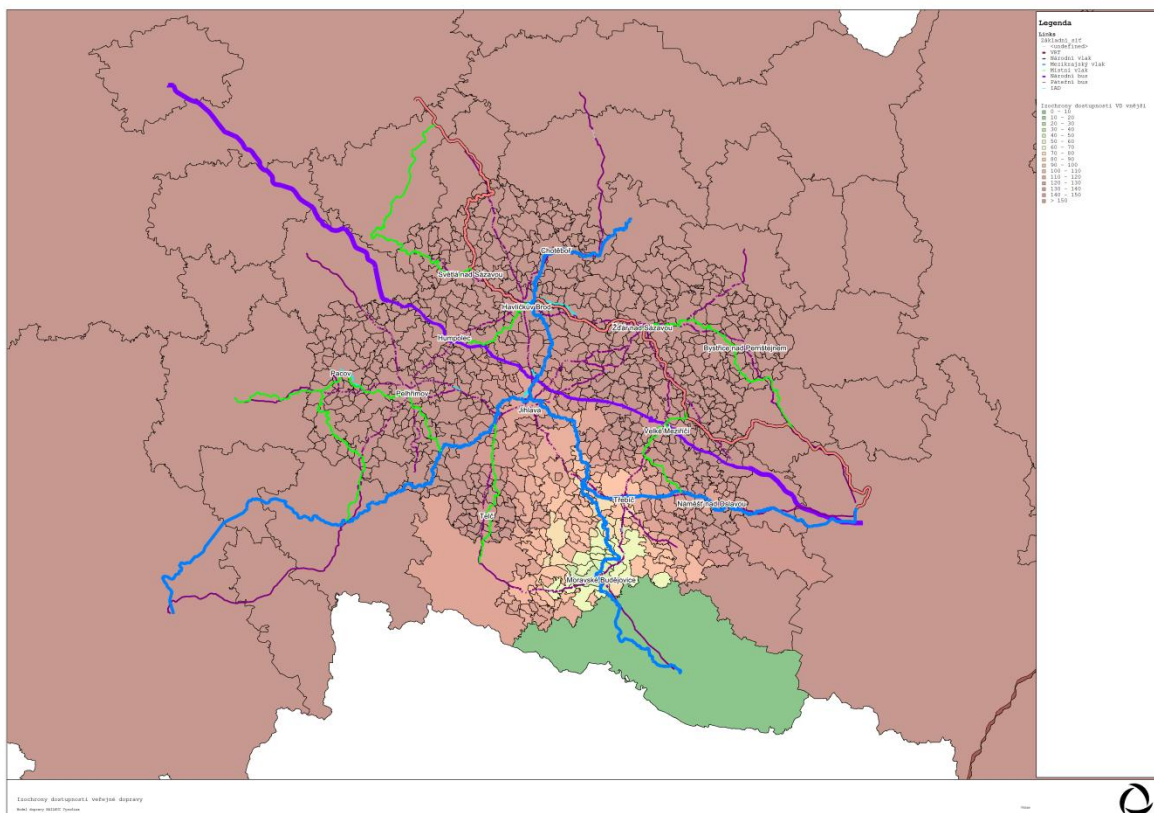 Legenda
Links
Základní síť
<undefined>
VRT
Národní vlak
Mezikrajský vlak
Místní vlak
Národní bus
Páteřní bus
IAD
Izochrony dostupnosti VD vnější
0 - 10
10 - 20
20 - 30
30 - 40
40 - 50
50 - 60
60 - 70
70 - 80
80 - 90
90 - 100
100 - 110
110 - 120
120 - 130
130 - 140
140 - 150
> 150
Chotěboř
Světlá nad Sázavou
Havlíčkův Brod
Žďár nad Sázavou
Humpolec
Bystřice nad Pernštejnem
Pacov
Pelhřimov
Jihlava
Velké Meziříčí
Třebíč
Náměšť nad Oslavou
Telč
Moravské Budějovice
Izochrony dostupnosti veřejné dopravy